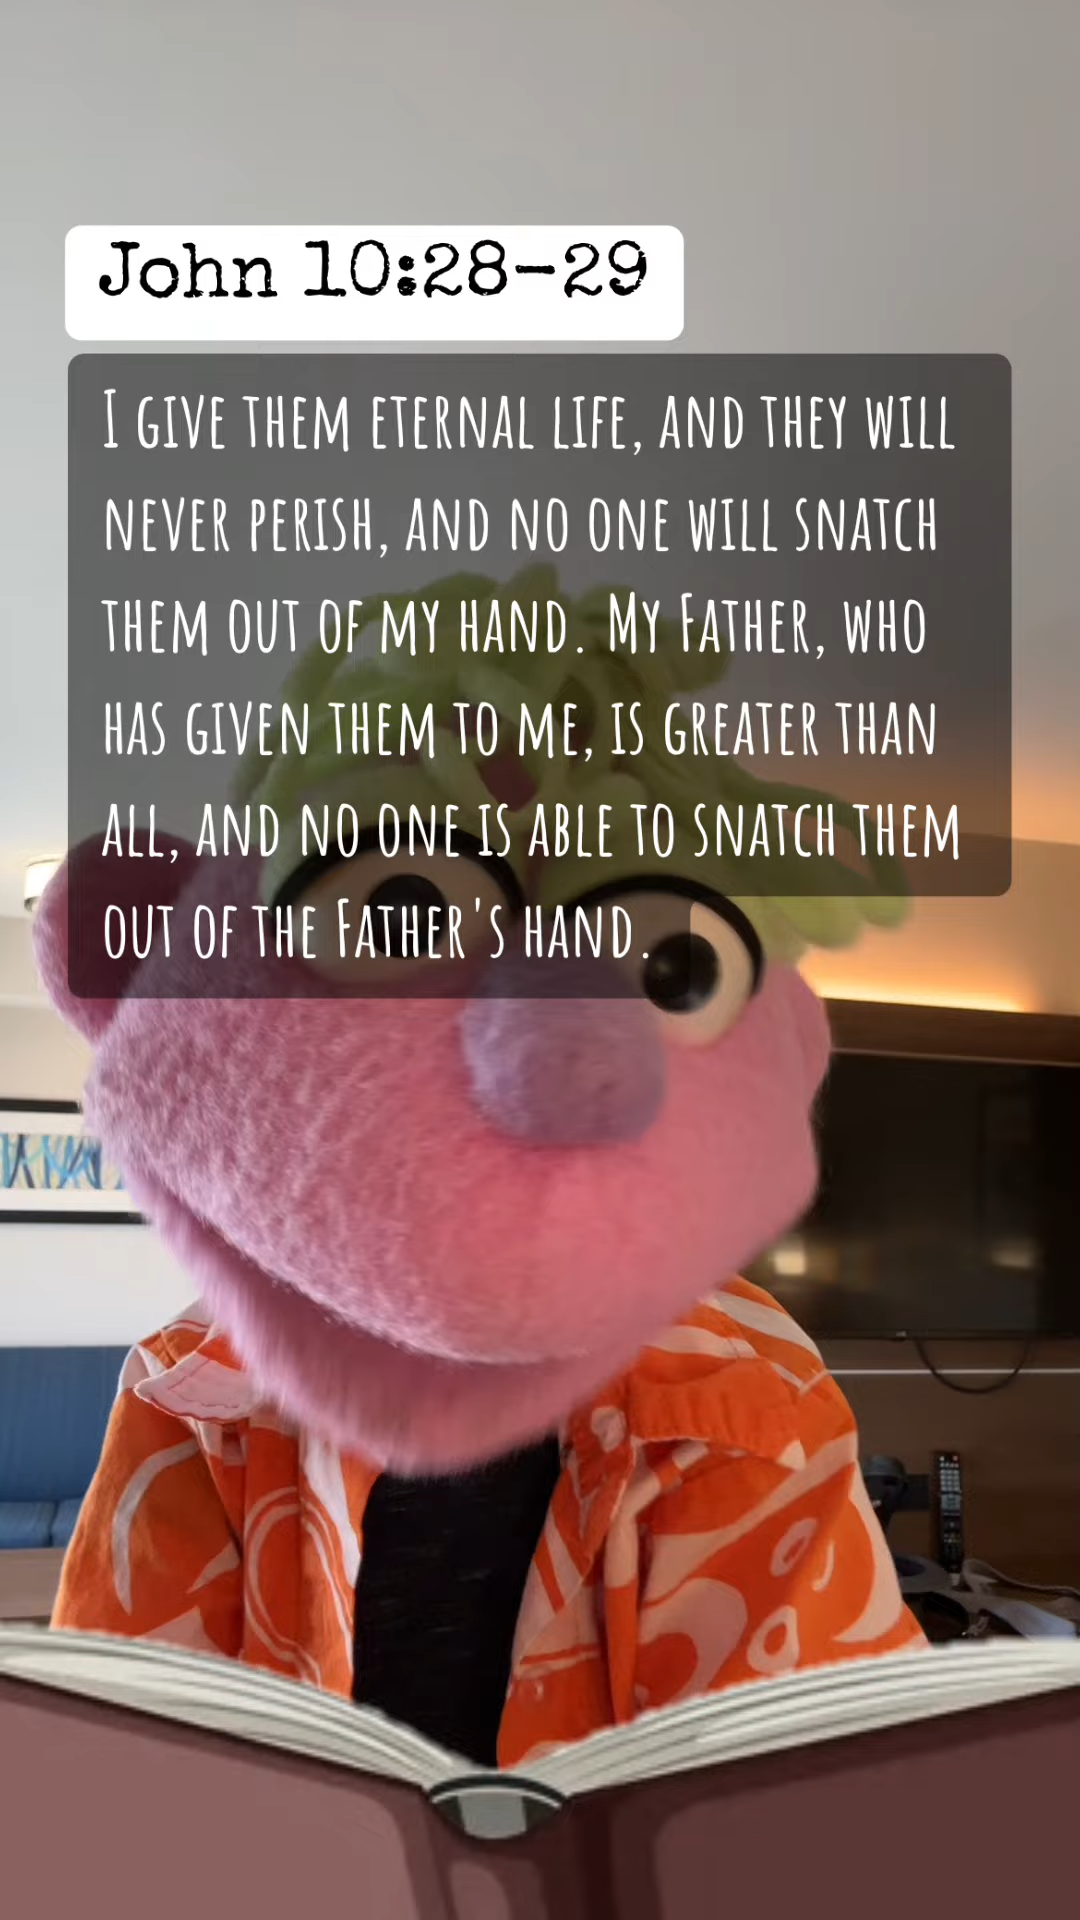 John 10:28-29
I give them eternal life, and they will
never perish, and no one will snatch
them out of my hand. My Father, who
has given them to me, is greater than
all, and no one is able to snatch them
out of the Father's hand.